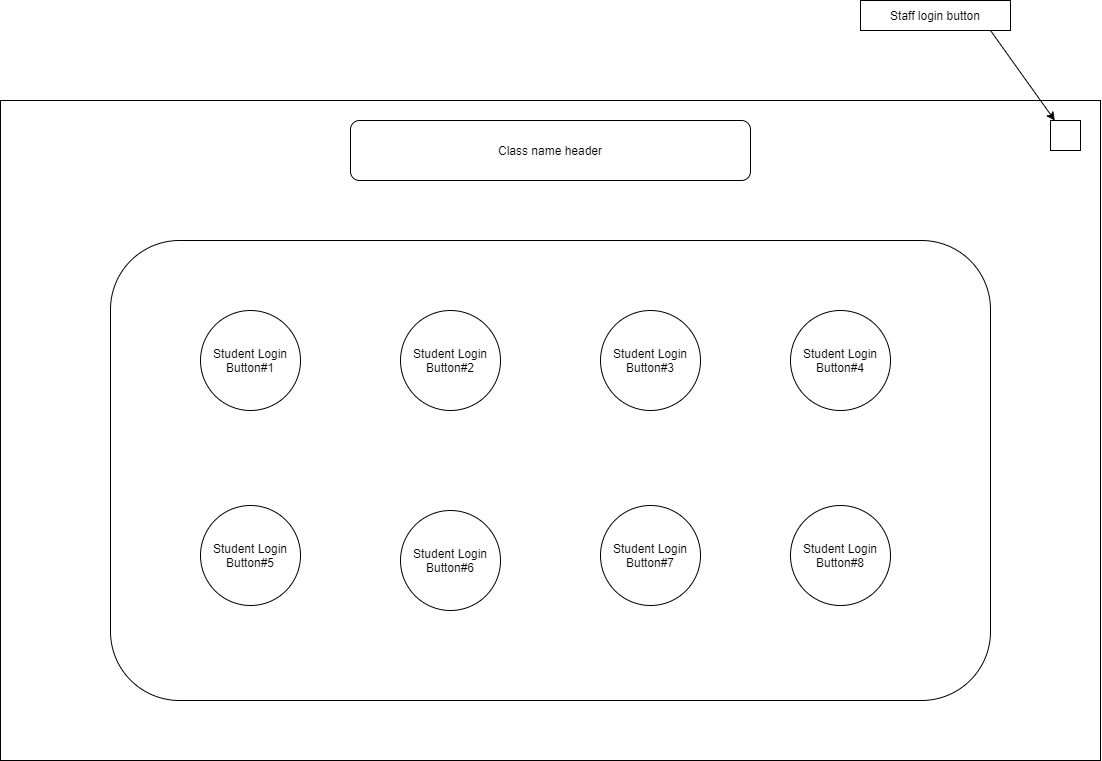 Staff login button
Class name header
Student Login
Button#1
Student Login
Button#2
Student Login
Button#3
Student Login
Button#4
Student Login
Button#5
Student Login
Button#6
Student Login
Button#7
Student Login
Button#8